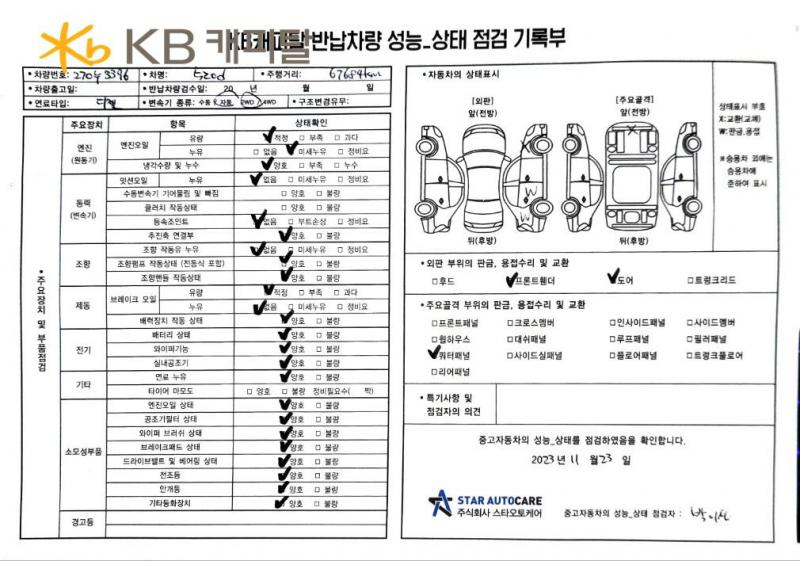 KB 캐피탈
KB캐피탈 반납차량 성능_상태 점검 기록부
• 차량번호: 270누3396 • 차명: 520d • 주행거리: 67684km
• 차량출고일: • 반납차량검수일: 20 년 월 일
• 연료타입: 디젤 • 변속기 종류: 수동 자동 2WD 4WD • 구조변경유무:
• 주요장치 및 부품점검
주요장치 항목 상태확인
엔진 (원동기) 엔진오일 유량 ✓적정 □ 부족 □ 과다
누유 □ 없음 ✓미세누유 □ 정비요
냉각수량 및 누수 ✓양호 □ 부족 □ 누수
동력 (변속기) 밋션오일 누유 ✓없음 □ 미세누유 □ 정비요
수동변속기 기어물림 및 빠짐 □ 양호 □ 불량
클러치 작동상태 □ 양호 □ 불량
등속조인트 ✓없음 □ 부트손상 □ 정비요
추진축 연결부 ✓양호 □ 불량
조향 조향 작동유 누유 ✓없음 □ 미세누유 □ 정비요
조향펌프 작동상태 (전동식 포함) ✓양호 □ 불량
조향핸들 작동상태 ✓양호 □ 불량
제동 브레이크 오일 유량 ✓적정 □ 부족 □ 과다
누유 ✓없음 □ 미세누유 □ 정비요
배력장치 작동 상태 ✓양호 □ 불량
전기 배터리 상태 ✓양호 □ 불량
와이퍼기능 ✓양호 □ 불량
실내공조기 ✓양호 □ 불량
기타 연료 누유 ✓양호 □ 불량
타이어 마모도 □ 양호 □ 불량 정비필요수( 짝)
소모성부품 엔진오일 상태 ✓양호 □ 불량
공조기필터 상태 ✓양호 □ 불량
와이퍼 브러쉬 상태 ✓양호 □ 불량
브레이크패드 상태 ✓양호 □ 불량
드라이브밸트 및 베어링 상태 ✓양호 □ 불량
전조등 ✓양호 □ 불량
안개등 ✓양호 □ 불량
기타등화장치 ✓양호 □ 불량
경고등
• 자동차의 상태표시
[외판] [주요골격]
앞(전방) 앞(전방)
X X
W
W
뒤(후방) 뒤(후방)
상태표시 부호
X:교환(교체)
W:판금,용접
※승용차 외에는
승용차에
준하여 표시
• 외판 부위의 판금, 용접수리 및 교환
□후드 ✓프론트휀더 ✓도어 □트렁크리드
• 주요골격 부위의 판금, 용접수리 및 교환
□프론트패널 □크로스멤버 □인사이드패널 □사이드멤버
□휠하우스 □대쉬패널 □루프패널 □필러패널
✓쿼터패널 □사이드실패널 □플로어패널 □트렁크플로어
□리어패널
• 특기사항 및
점검자의 의견
중고자동차의 성능_상태를 점검하였음을 확인합니다.
2023년 11 월 23 일
STAR AUTOCARE
주식회사 스타오토케어
중고자동차의 성능_상태 점검자 :